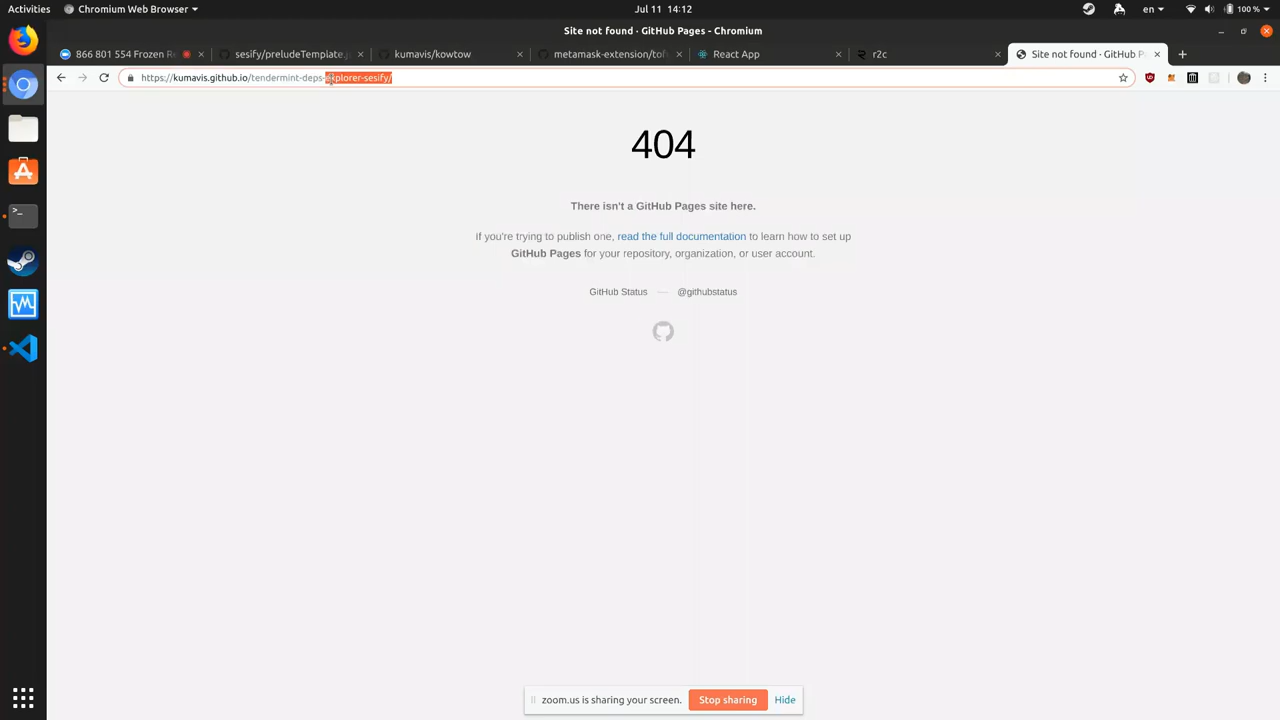 Activities
Chromium Web Browser
Jul 11 14:12
en
100 %
Site not found · GitHub Pages - Chromium
866 801 554 Frozen Re
sesify/preludeTemplate.j
kumavis/kowtow
metamask-extension/tofu
React App
r2c
Site not found · GitHub P
https://kumavis.github.io/tendermint-deps-explorer-sesify/
404
There isn't a GitHub Pages site here.
If you're trying to publish one, read the full documentation to learn how to set up
GitHub Pages for your repository, organization, or user account.
GitHub Status — @githubstatus
zoom.us is sharing your screen.
Stop sharing
Hide